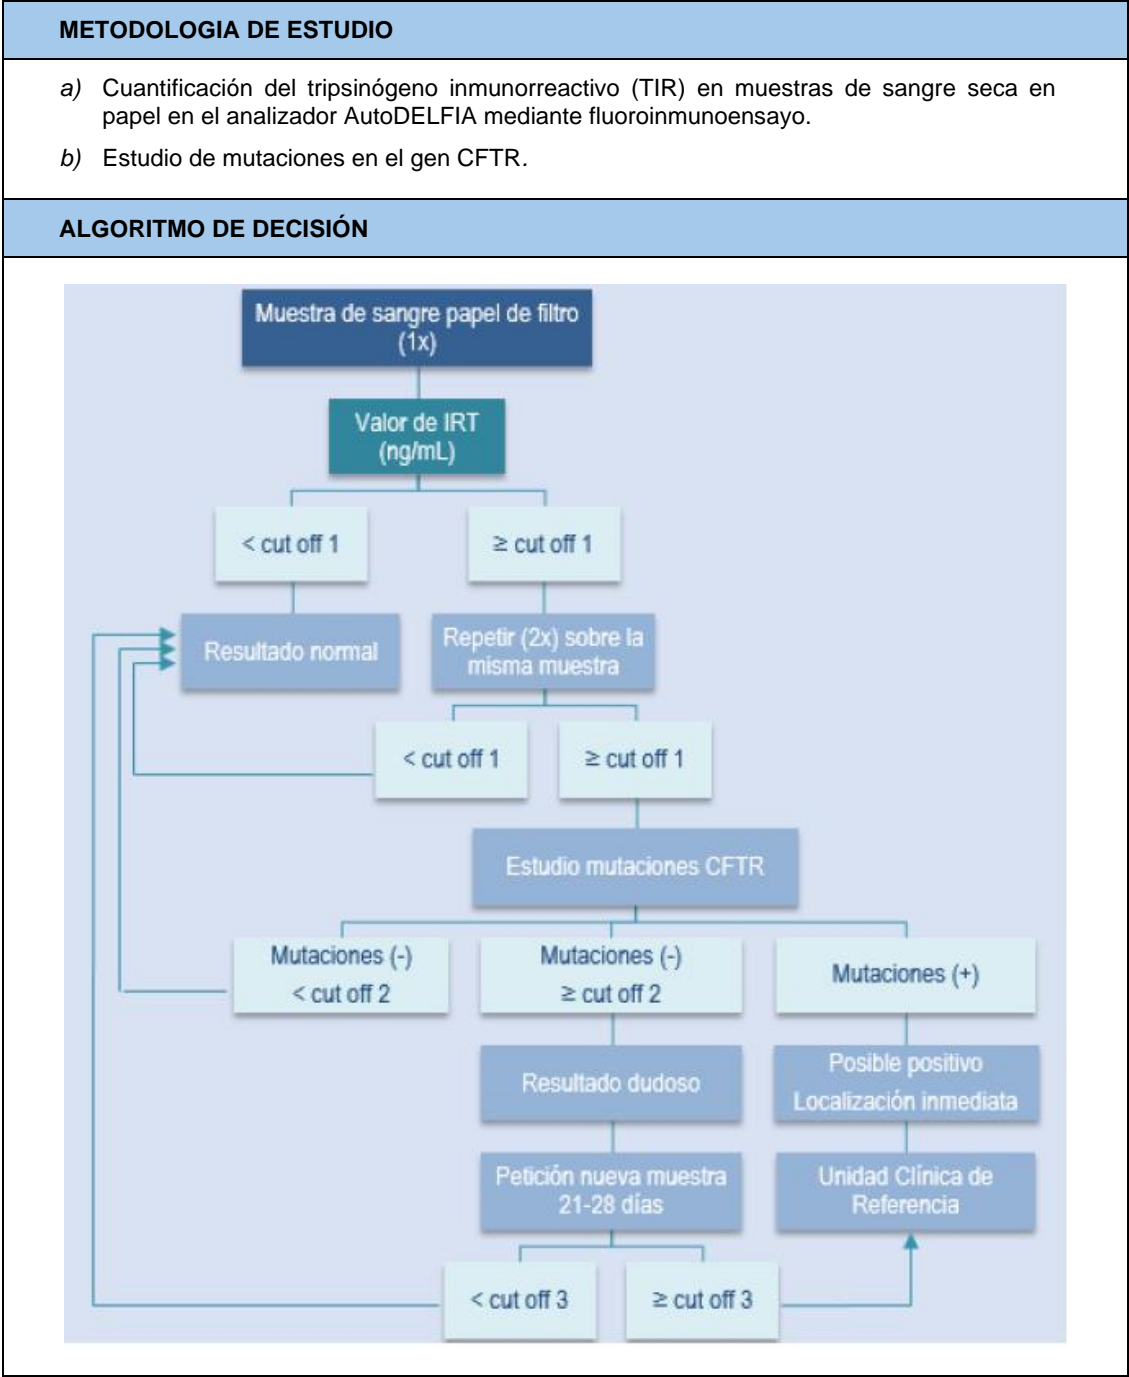 METODOLOGIA DE ESTUDIO
a) Cuantificación del tripsinógeno inmunorreactivo (TIR) en muestras de sangre seca en
papel en el analizador AutoDELFIA mediante fluoroinmunoensayo.
b) Estudio de mutaciones en el gen CFTR.
ALGORITMO DE DECISIÓN
Muestra de sangre papel de filtro
(1x)
Valor de IRT
(ng/mL)
< cut off 1
≥ cut off 1
Resultado normal
Repetir (2x) sobre la
misma muestra
< cut off 1
≥ cut off 1
Estudio mutaciones CFTR
Mutaciones (-)
< cut off 2
Mutaciones (-)
≥ cut off 2
Mutaciones (+)
Resultado dudoso
Posible positivo
Localización inmediata
Petición nueva muestra
21-28 días
Unidad Clínica de
Referencia
< cut off 3
≥ cut off 3